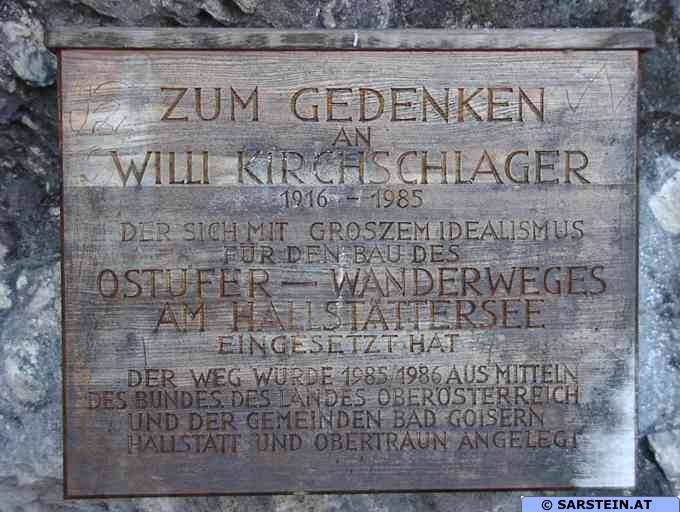 ZUM GEDENKEN
AN
WILLI KIRCHSCHLAGER
1916 - 1985
DER SICH MIT GROSZEM IDEALISMUS
FÜR DEN BAU DES
OSTUFER - WANDERWEGES
AM HALLSTÄTTERSEE
EINGESETZT HAT
DER WEG WURDE 1985/1986 AUS MITTELN
DES BUNDES, DES LANDES OBERÖSTERREICH
UND DER GEMEINDEN BAD GOISERN
HALLSTATT UND OBERTRAUN ANGELEGT
© SARSTEIN.AT